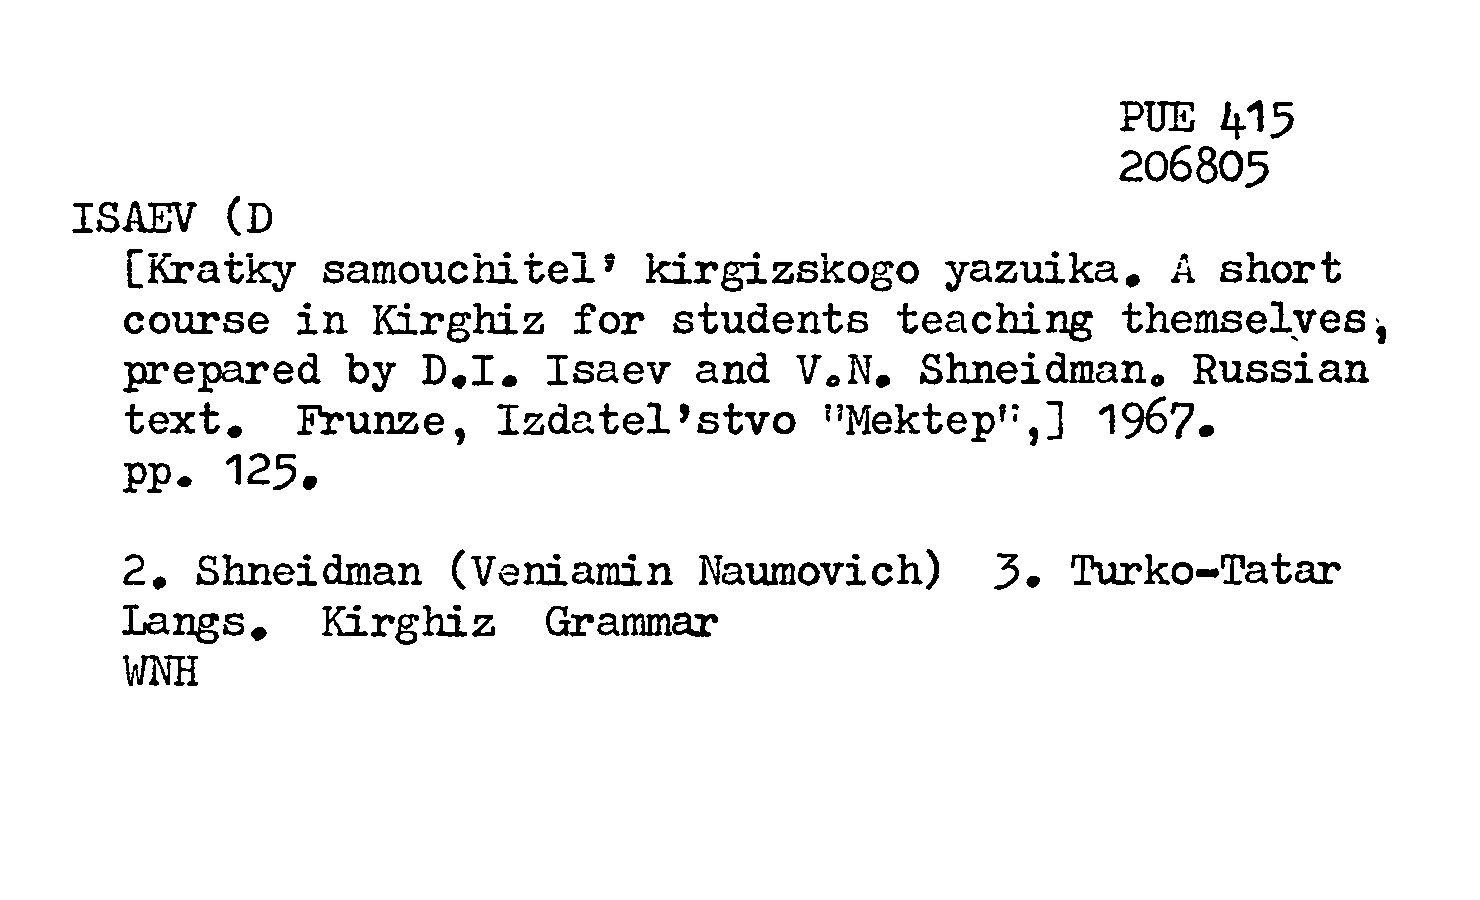 PUE 415
206805
ISAEV (D
[Kratky samouchitel' kirgizskogo yazuika. A short
course in Kirghiz for students teaching themselves,
prepared by D.I. Isaev and V.N. Shneidman. Russian
text. Frunze, Izdatel'stvo "Mektep",] 1967.
pp. 125.
2. Shneidman (Veniamin Naumovich) 3. Turko-Tatar
Langs. Kirghiz Grammar
WNH